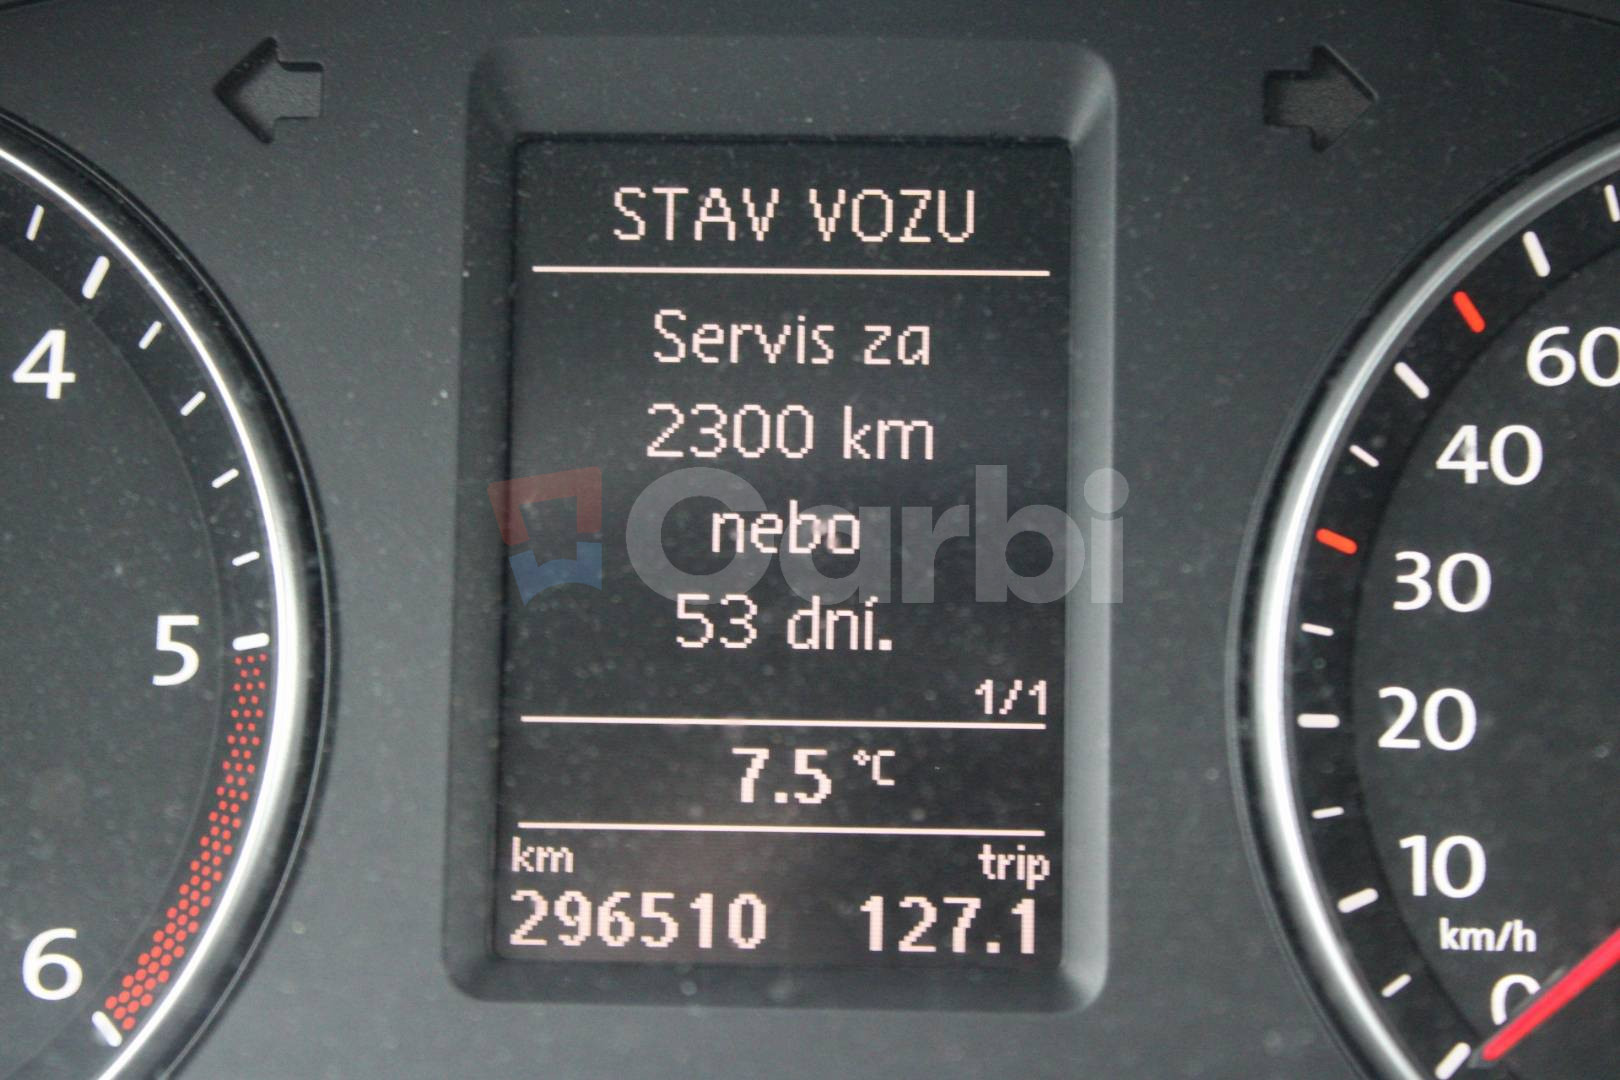 STAV VOZU
Servis za
2300 km
nebo
53 dní.
1/1
7.5 °C
km trip
296510 127.1
4
5
6
60
40
30
20
10
km/h
0
Carbi